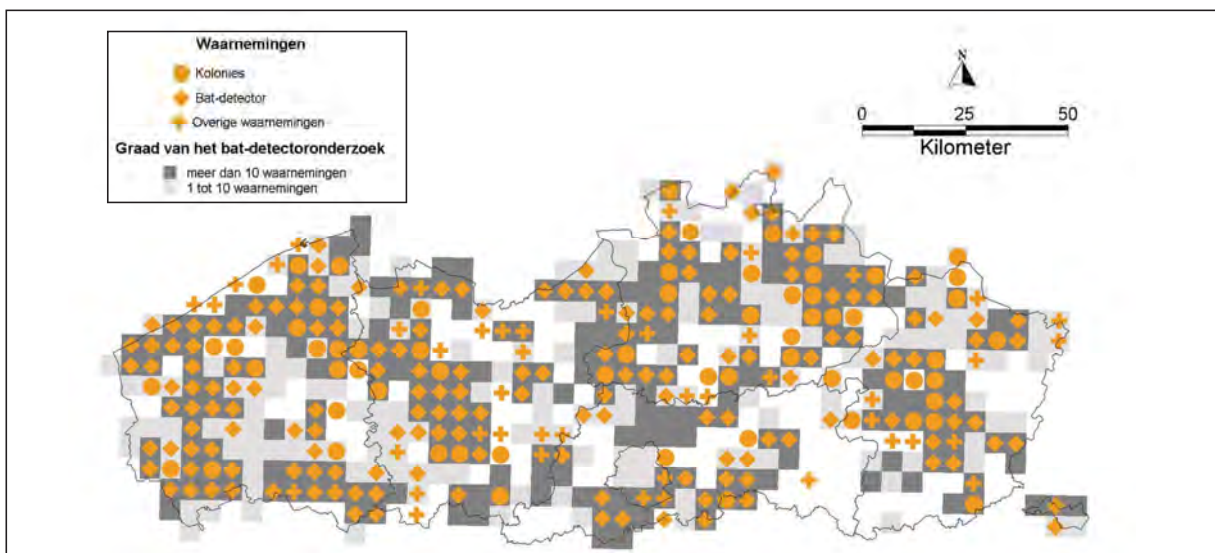 Waarnemingen
Kolonies
Bat-detector
Overige waarnemingen
Graad van het bat-detectoronderzoek
meer dan 10 waarnemingen
1 tot 10 waarnemingen
N
0 25 50
Kilometer